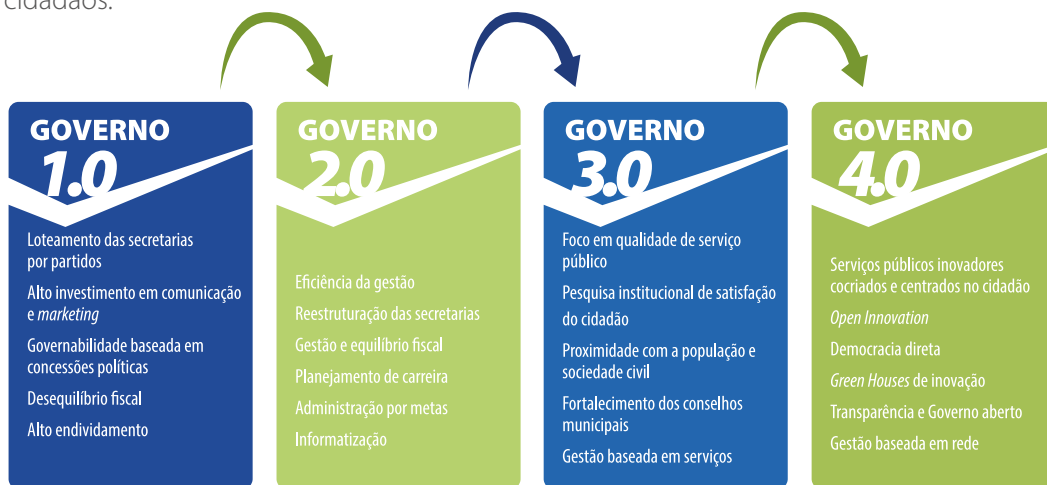 cidadãos.
GOVERNO
1.0
Loteamento das secretarias
por partidos
Alto investimento em comunicação
e marketing
Governabilidade baseada em
concessões políticas
Desequilíbrio fiscal
Alto endividamento
GOVERNO
2.0
Eficiência da gestão
Reestruturação das secretarias
Gestão e equilíbrio fiscal
Planejamento de carreira
Administração por metas
Informatização
GOVERNO
3.0
Foco em qualidade de serviço
público
Pesquisa institucional de satisfação
do cidadão
Proximidade com a população e
sociedade civil
Fortalecimento dos conselhos
municipais
Gestão baseada em serviços
GOVERNO
4.0
Serviços públicos inovadores
cocriados e centrados no cidadão
Open Innovation
Democracia direta
Green Houses de inovação
Transparência e Governo aberto
Gestão baseada em rede